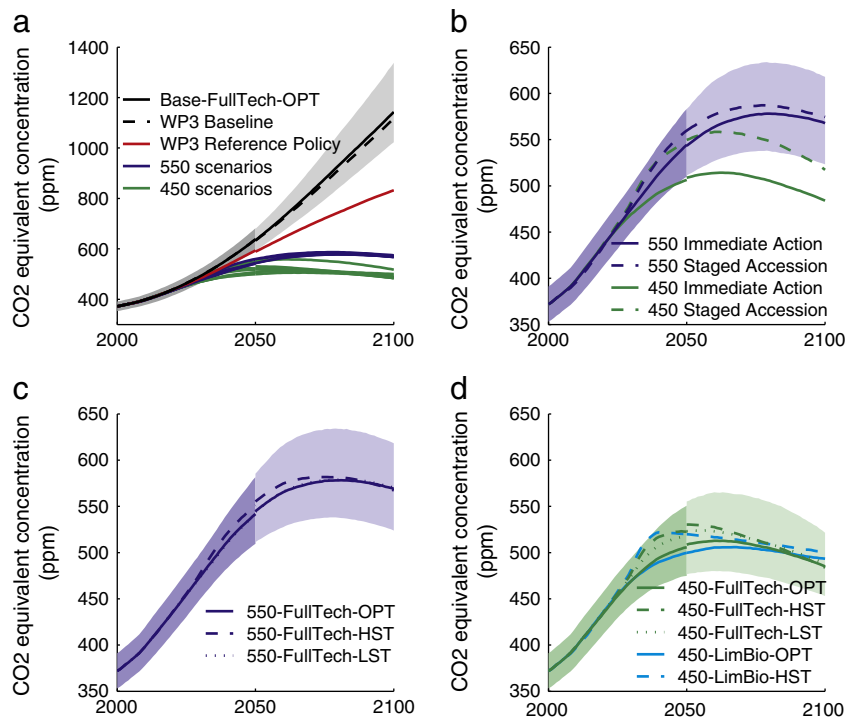 a
CO2 equivalent concentration
(ppm)
1400
1200
1000
800
600
400
2000
2050
2100
Base-FullTech-OPT
WP3 Baseline
WP3 Reference Policy
550 scenarios
450 scenarios
b
CO2 equivalent concentration
(ppm)
650
600
550
500
450
400
350
2000
2050
2100
550 Immediate Action
550 Staged Accession
450 Immediate Action
450 Staged Accession
c
CO2 equivalent concentration
(ppm)
650
600
550
500
450
400
350
2000
2050
2100
550-FullTech-OPT
550-FullTech-HST
550-FullTech-LST
d
CO2 equivalent concentration
(ppm)
650
600
550
500
450
400
350
2000
2050
2100
450-FullTech-OPT
450-FullTech-HST
450-FullTech-LST
450-LimBio-OPT
450-LimBio-HST